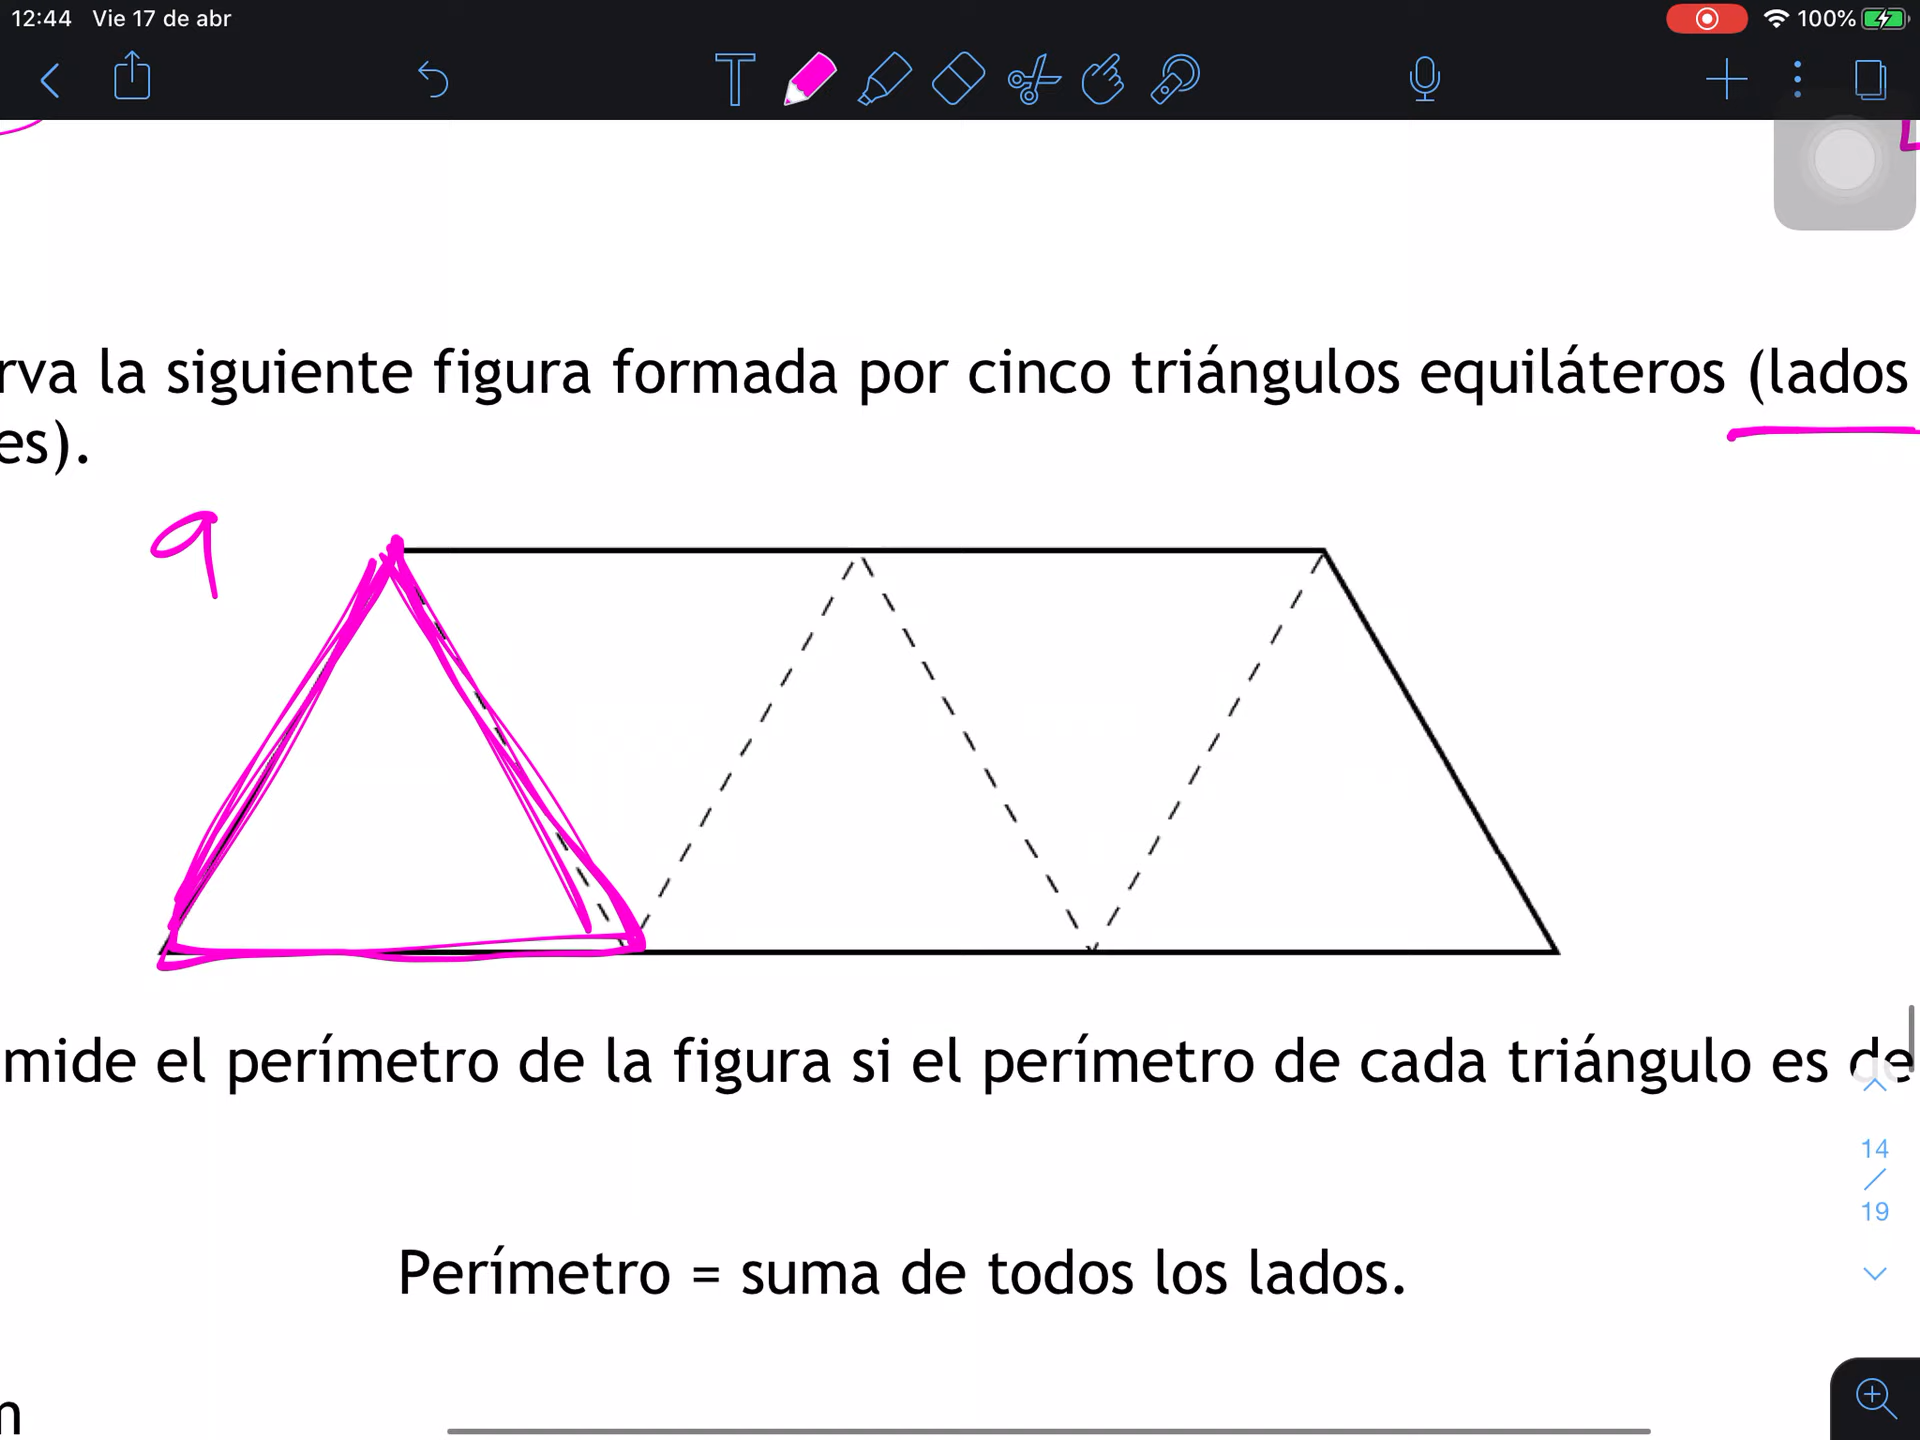 12:44 Vie 17 de abr 100%
rva la siguiente figura formada por cinco triángulos equiláteros (lados
es).
9
mide el perímetro de la figura si el perímetro de cada triángulo es de
14
/
19
Perímetro = suma de todos los lados.